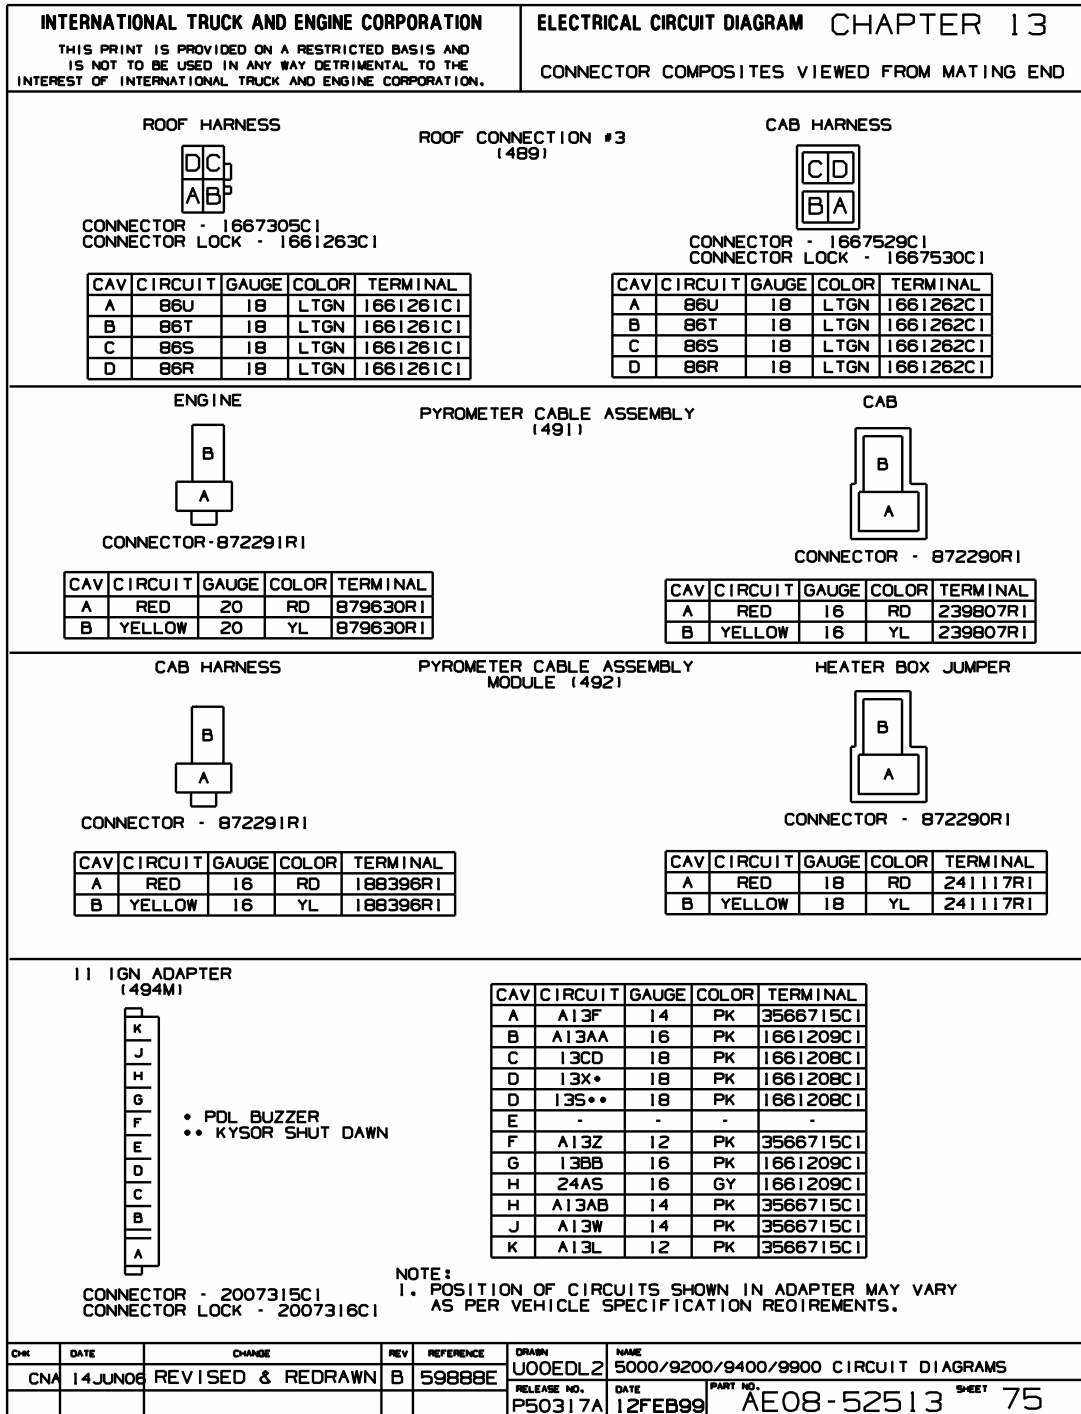 INTERNATIONAL TRUCK AND ENGINE CORPORATION
THIS PRINT IS PROVIDED ON A RESTRICTED BASIS AND
IS NOT TO BE USED IN ANY WAY DETRIMENTAL TO THE
INTEREST OF INTERNATIONAL TRUCK AND ENGINE CORPORATION.
ELECTRICAL CIRCUIT DIAGRAM CHAPTER 13
CONNECTOR COMPOSITES VIEWED FROM MATING END
ROOF HARNESS
ROOF CONNECTION #3
(489)
CAB HARNESS
D C
A B
C D
B A
CONNECTOR - 1667305C1
CONNECTOR LOCK - 1661263C1
CONNECTOR - 1667529C1
CONNECTOR LOCK - 1667530C1
CAV CIRCUIT GAUGE COLOR TERMINAL
A 86U 18 LTGN 1661261C1
B 86T 18 LTGN 1661261C1
C 86S 18 LTGN 1661261C1
D 86R 18 LTGN 1661261C1
CAV CIRCUIT GAUGE COLOR TERMINAL
A 86U 18 LTGN 1661262C1
B 86T 18 LTGN 1661262C1
C 86S 18 LTGN 1661262C1
D 86R 18 LTGN 1661262C1
ENGINE
PYROMETER CABLE ASSEMBLY
(491)
CAB
B
A
B
A
CONNECTOR-872291R1
CONNECTOR - 872290R1
CAV CIRCUIT GAUGE COLOR TERMINAL
A RED 20 RD 879630R1
B YELLOW 20 YL 879630R1
CAV CIRCUIT GAUGE COLOR TERMINAL
A RED 16 RD 239807R1
B YELLOW 16 YL 239807R1
CAB HARNESS
PYROMETER CABLE ASSEMBLY
MODULE (492)
HEATER BOX JUMPER
B
A
B
A
CONNECTOR - 872291R1
CONNECTOR - 872290R1
CAV CIRCUIT GAUGE COLOR TERMINAL
A RED 16 RD 188396R1
B YELLOW 16 YL 188396R1
CAV CIRCUIT GAUGE COLOR TERMINAL
A RED 18 RD 241117R1
B YELLOW 18 YL 241117R1
11 IGN ADAPTER
(494M)
K
J
H
G
F
E
D
C
B
A
• PDL BUZZER
•• KYSOR SHUT DAWN
CONNECTOR - 2007315C1
CONNECTOR LOCK - 2007316C1
CAV CIRCUIT GAUGE COLOR TERMINAL
A A13F 14 PK 3566715C1
B A13AA 16 PK 1661209C1
C 13CD 18 PK 1661208C1
D 13X• 18 PK 1661208C1
D 13S•• 18 PK 1661208C1
E - - - -
F A13Z 12 PK 3566715C1
G 13BB 16 PK 1661209C1
H 24AS 16 GY 1661209C1
H A13AB 14 PK 3566715C1
J A13W 14 PK 3566715C1
K A13L 12 PK 3566715C1
NOTE:
1. POSITION OF CIRCUITS SHOWN IN ADAPTER MAY VARY
AS PER VEHICLE SPECIFICATION REQIREMENTS.
CHK DATE CHANGE REV REFERENCE
CNA 14JUN06 REVISED & REDRAWN B 59888E
DRAWN
U00EDL2
NAME
5000/9200/9400/9900 CIRCUIT DIAGRAMS
RELEASE NO.
P50317A
DATE
12FEB99
PART NO.
AE08-52513
SHEET 75